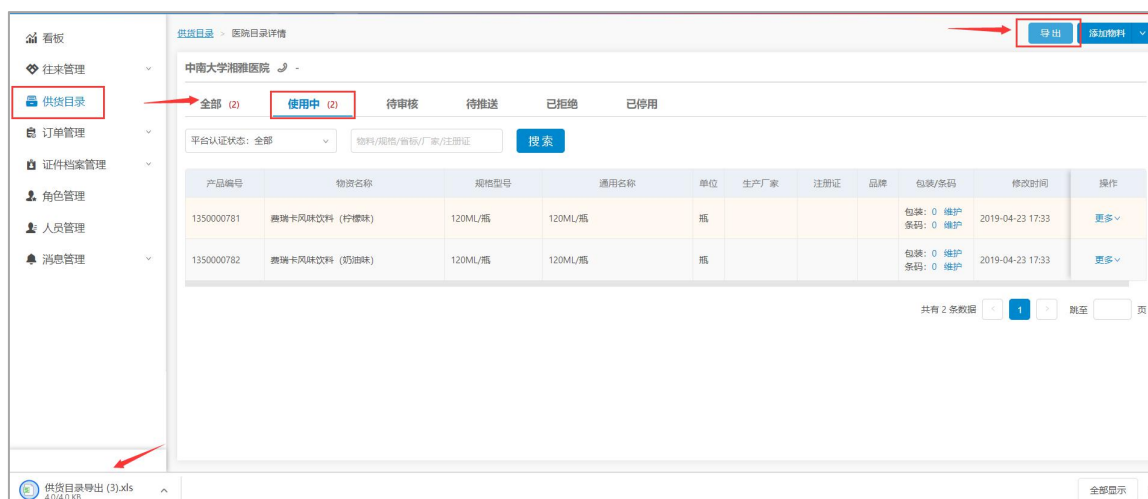 看板
往来管理
供货目录
订单管理
证件档案管理
角色管理
人员管理
消息管理
供货目录 > 医院目录详情
导出 添加物料
中南大学湘雅医院 -
全部 (2) 使用中 (2) 待审核 待推送 已拒绝 已停用
平台认证状态: 全部 物料/规格/省标/厂家/注册证 搜索
产品编号 物资名称 规格型号 通用名称 单位 生产厂家 注册证 品牌 包装/条码 修改时间 操作
1350000781 赛瑞卡风味饮料 (柠檬味) 120ML/瓶 120ML/瓶 瓶 包装: 0 维护 2019-04-23 17:33 更多
条码: 0 维护
1350000782 赛瑞卡风味饮料 (奶油味) 120ML/瓶 120ML/瓶 瓶 包装: 0 维护 2019-04-23 17:33 更多
条码: 0 维护
共有 2 条数据 < 1 > 跳至 页
供货目录导出 (3).xls
4.0/4.0 KB
全部显示